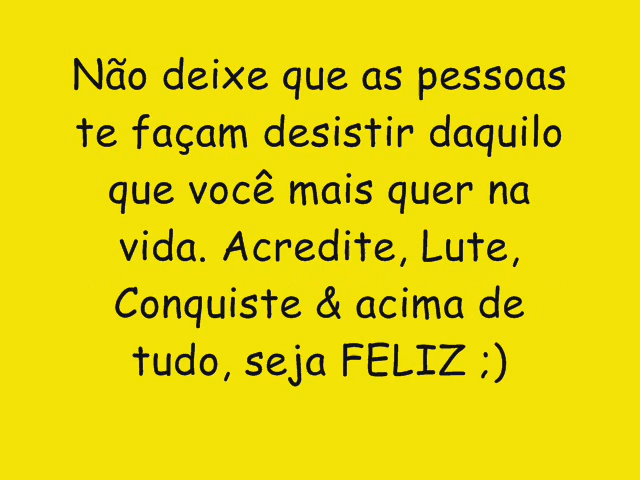 Não deixe que as pessoas
te façam desistir daquilo
que você mais quer na
vida. Acredite, Lute,
Conquiste & acima de
tudo, seja FELIZ ;)